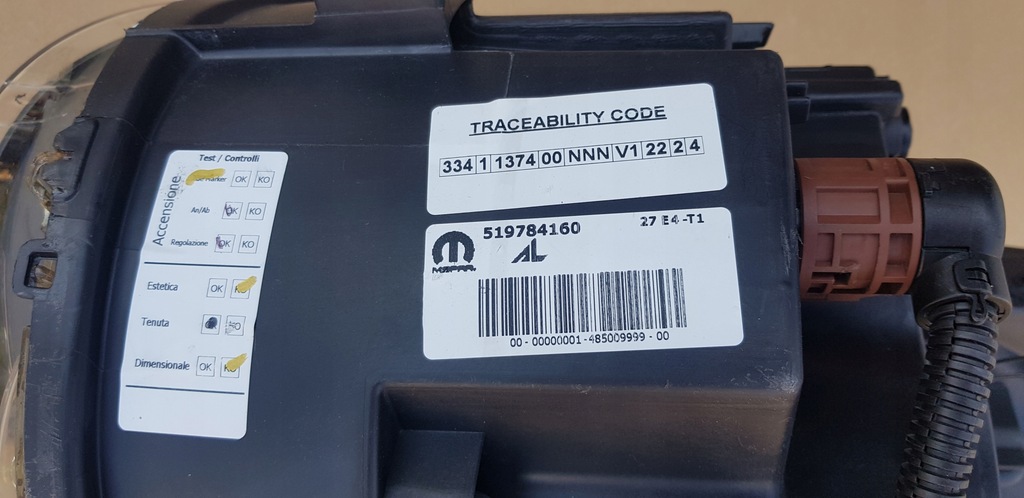 Test / Controlli
Accensione
OK KO
An/Ab OK KO
Regolazione OK KO
Estetica OK KO
Tenuta KO
Dimensionale OK KO
TRACEABILITY CODE
334 1 1374 00 NNN V1 22 2 4
519784160 27 E4 -T1
MOPAR
AL
00 - 00000001 - 485009999 - 00